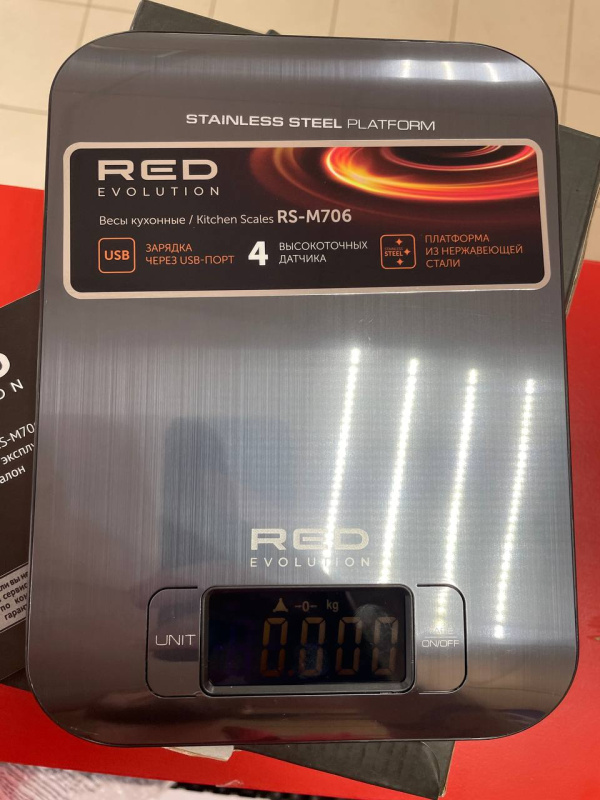 STAINLESS STEEL PLATFORM
RED
EVOLUTION
Весы кухонные / Kitchen Scales RS-M706
USB
ЗАРЯДКА
ЧЕРЕЗ USB-ПОРТ
4
ВЫСОКОТОЧНЫХ
ДАТЧИКА
STEEL
ПЛАТФОРМА
ИЗ НЕРЖАВЕЮЩЕЙ
СТАЛИ
RED
EVOLUTION
UNIT
-0- kg
0000
ON/OFF